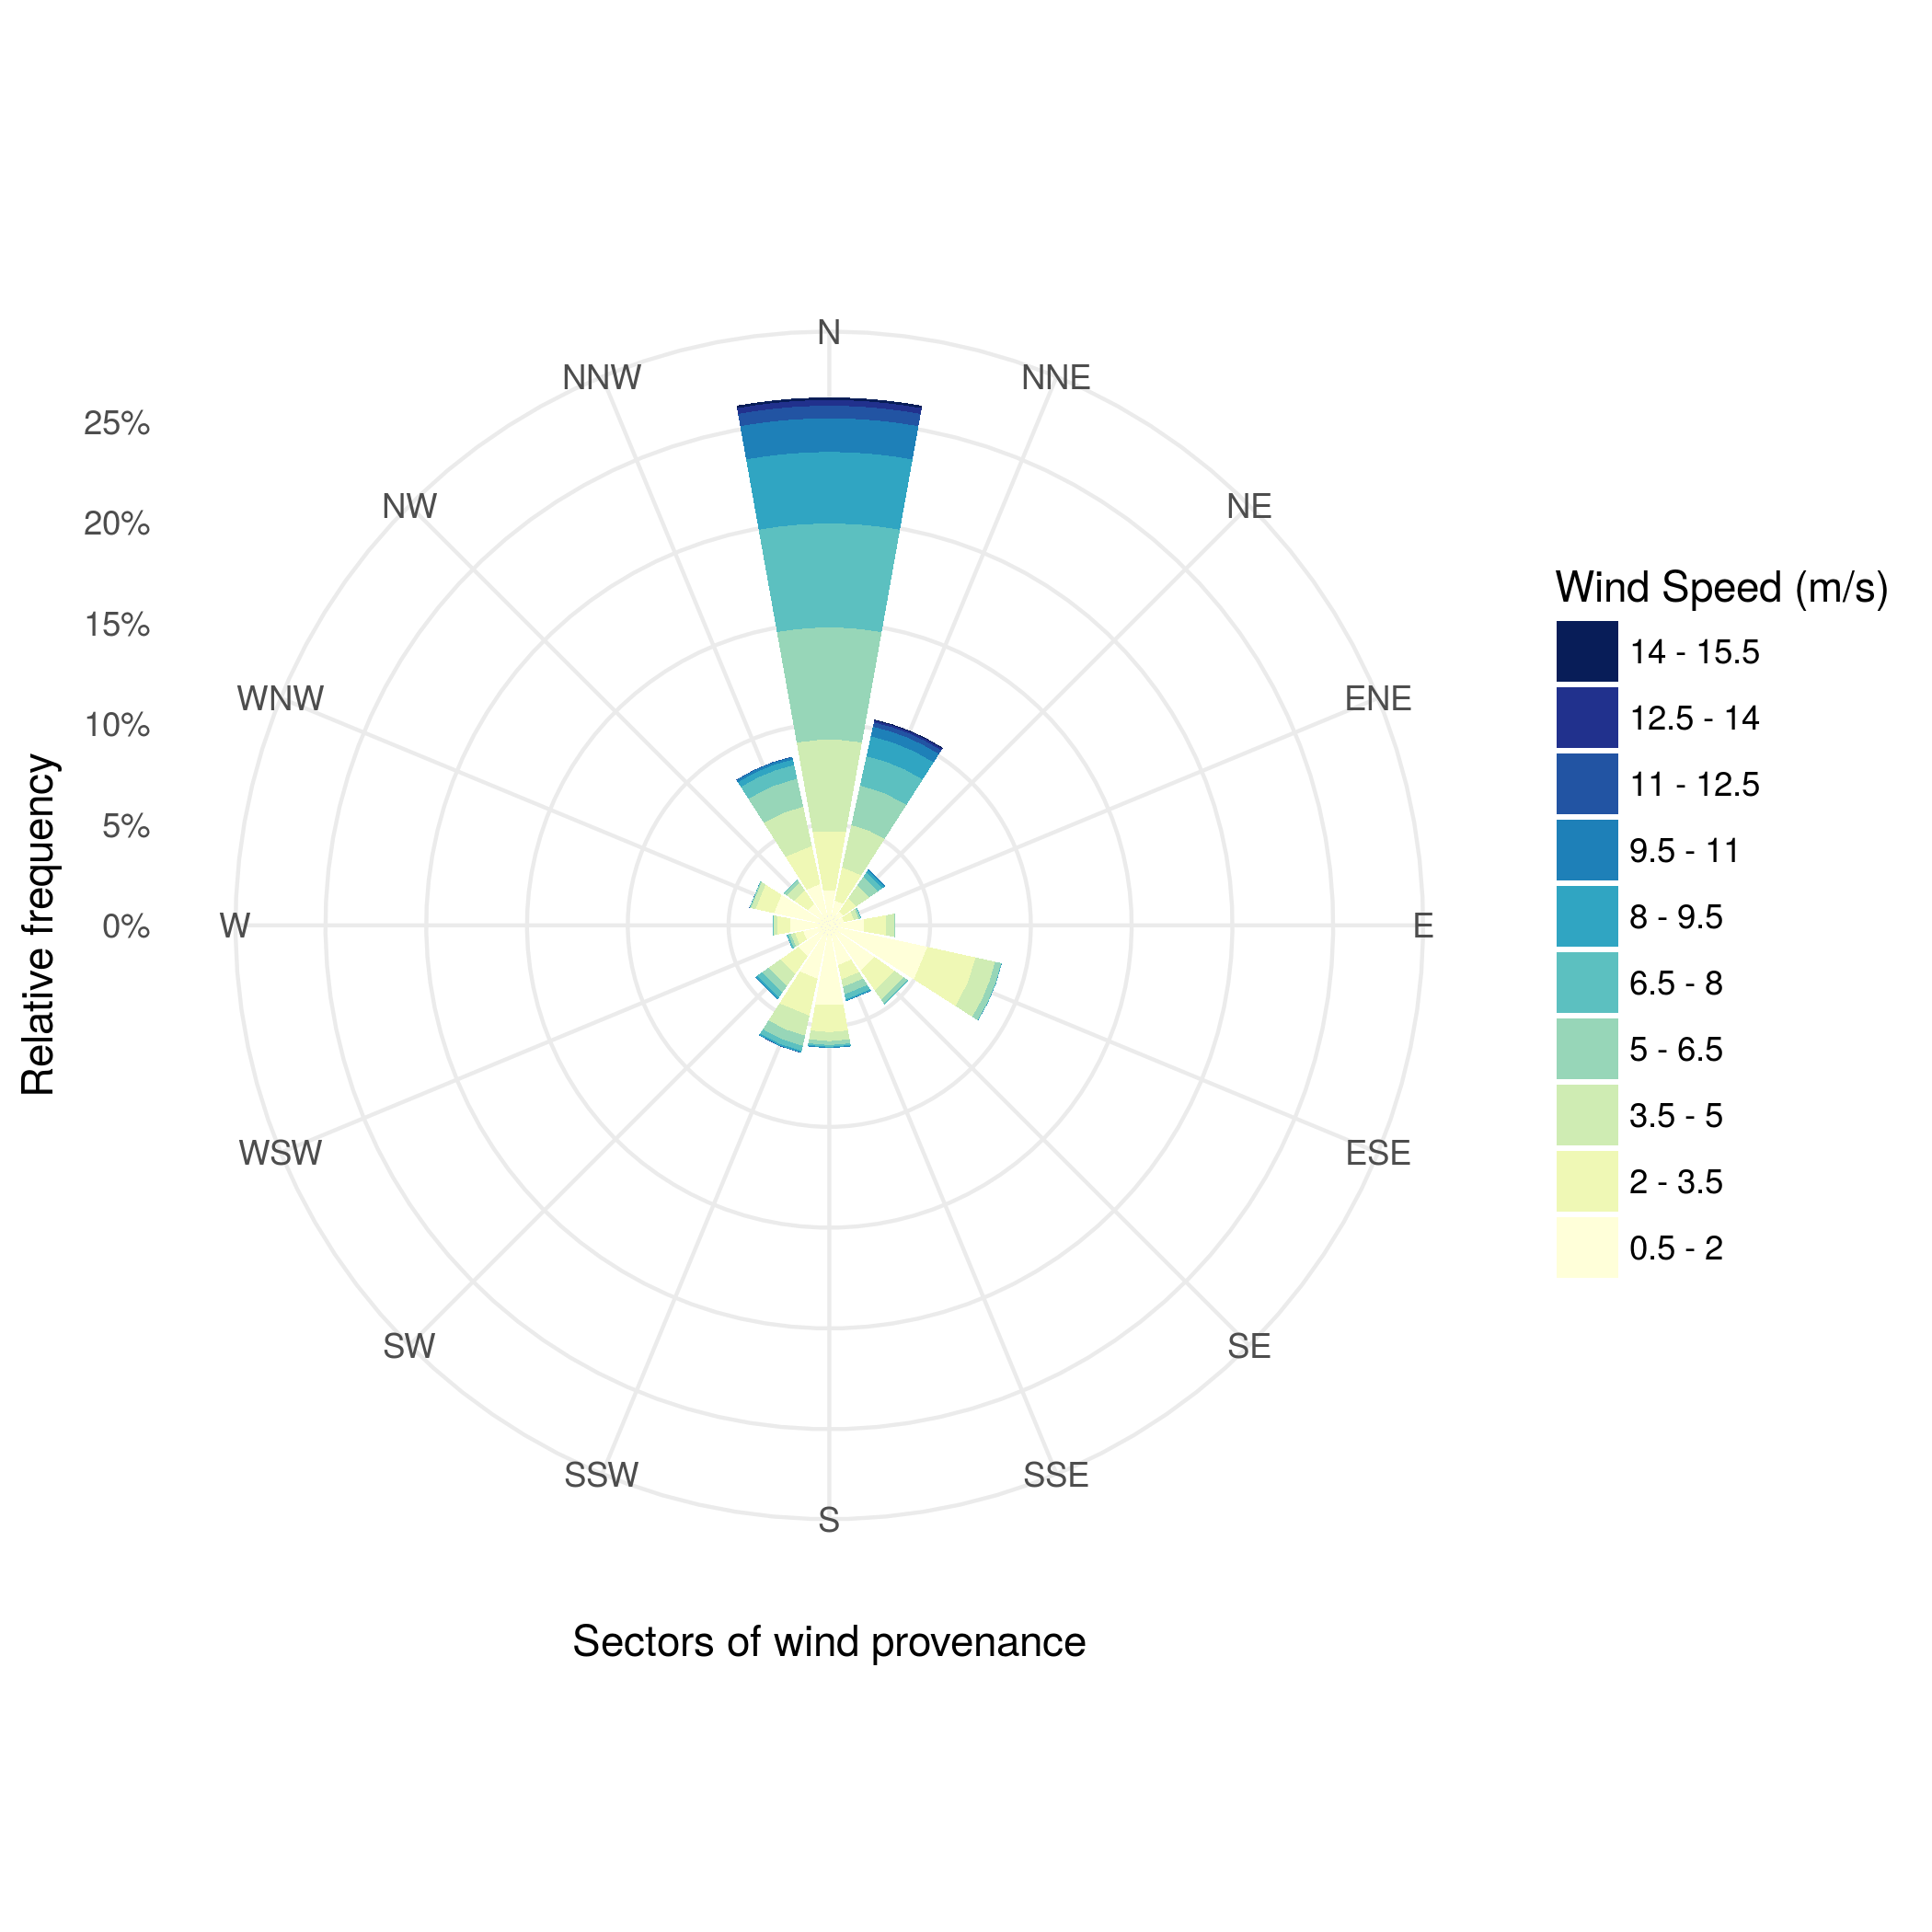 N
NNW
NNE
25%
NW
NE
20%
15%
WNW
ENE
10%
5%
0%
W
E
WSW
ESE
SW
SE
SSW
SSE
S
Relative frequency
Sectors of wind provenance
Wind Speed (m/s)
14 - 15.5
12.5 - 14
11 - 12.5
9.5 - 11
8 - 9.5
6.5 - 8
5 - 6.5
3.5 - 5
2 - 3.5
0.5 - 2